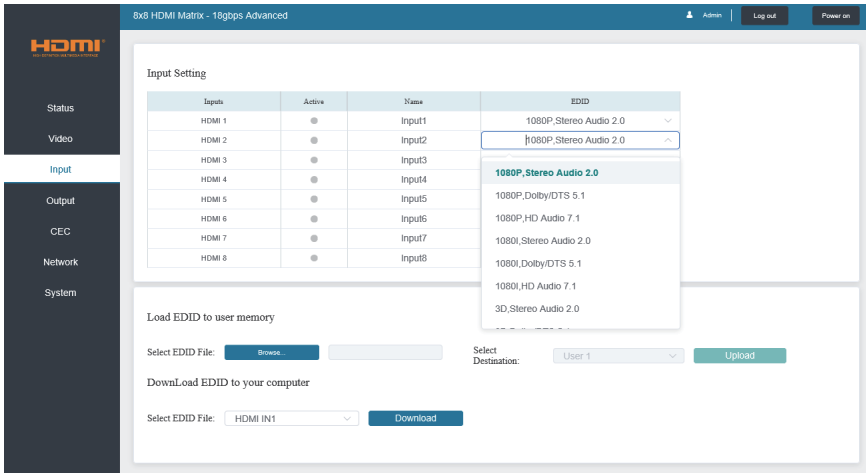 8x8 HDMI Matrix - 18gbps Advanced
Admin
Log out
Power on
HDMI
HIGH DEFINITION MULTIMEDIA INTERFACE
Status
Video
Input
Output
CEC
Network
System
Input Setting
Inputs Active Name EDID
HDMI 1 Input1 1080P,Stereo Audio 2.0
HDMI 2 Input2 1080P,Stereo Audio 2.0
HDMI 3 Input3
HDMI 4 Input4
HDMI 5 Input5
HDMI 6 Input6
HDMI 7 Input7
HDMI 8 Input8
1080P,Stereo Audio 2.0
1080P,Dolby/DTS 5.1
1080P,HD Audio 7.1
1080I,Stereo Audio 2.0
1080I,Dolby/DTS 5.1
1080I,HD Audio 7.1
3D,Stereo Audio 2.0
Load EDID to user memory
Select EDID File: Browse...
Select
Destination: User 1 Upload
DownLoad EDID to your computer
Select EDID File: HDMI IN1 Download